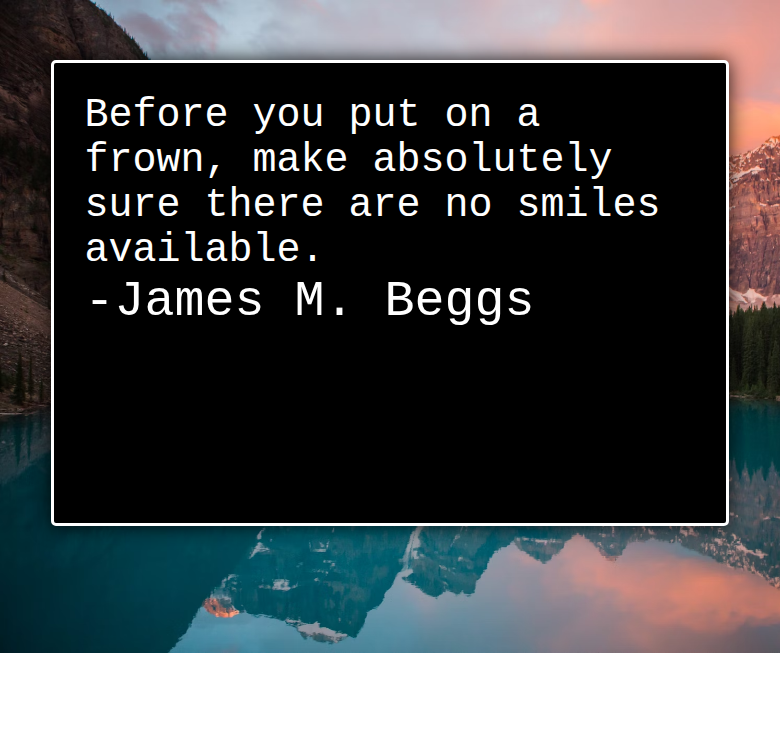 Before you put on a
frown, make absolutely
sure there are no smiles
available.
-James M. Beggs